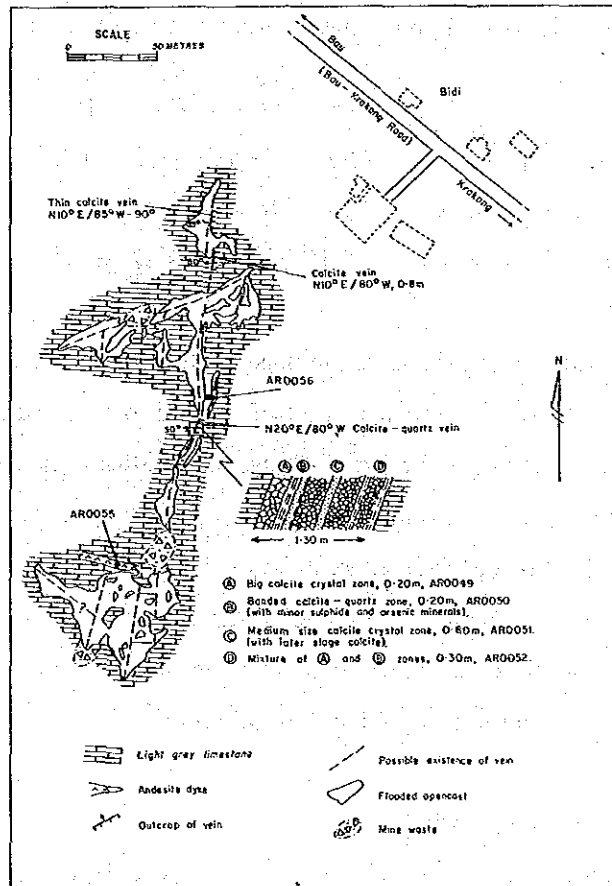 SCALE
0 50 METRES
Bau
(Bau - Krokong Road)
Bidi
Krokong
Thin calcite vein
N10°E/85°W-90°
Calcite vein
N10°E/80°W, 0·8m
AR0056
N
N20°E/80°W Calcite-quartz vein
50°
A B C D
AR0055
1·30 m
A Big calcite crystal zone, 0·20m, AR0049
B Banded calcite-quartz zone, 0·20m, AR0050
(with minor sulphide and arsenic minerals).
C Medium size calcite crystal zone, 0·60m, AR0051.
(with later stage calcite)
D Mixture of A and B zones, 0·30m, AR0052.
?
Light grey limestone
Possible existence of vein
Andesite dyke
Flooded opencast
Outcrop of vein
Mine waste